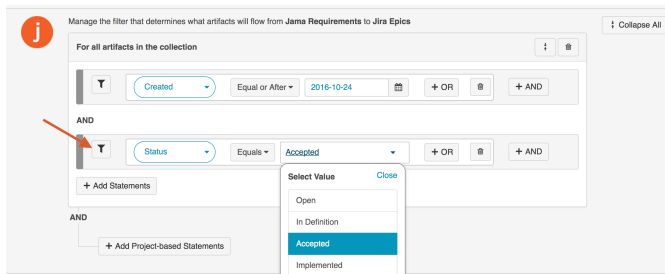 j
Manage the filter that determines what artifacts will flow from Jama Requirements to Jira Epics
Collapse All
For all artifacts in the collection
Created Equal or After 2016-10-24 + OR + AND
AND
Status Equals Accepted + OR + AND
Select Value Close
Open
In Definition
Accepted
Implemented
+ Add Statements
AND
+ Add Project-based Statements